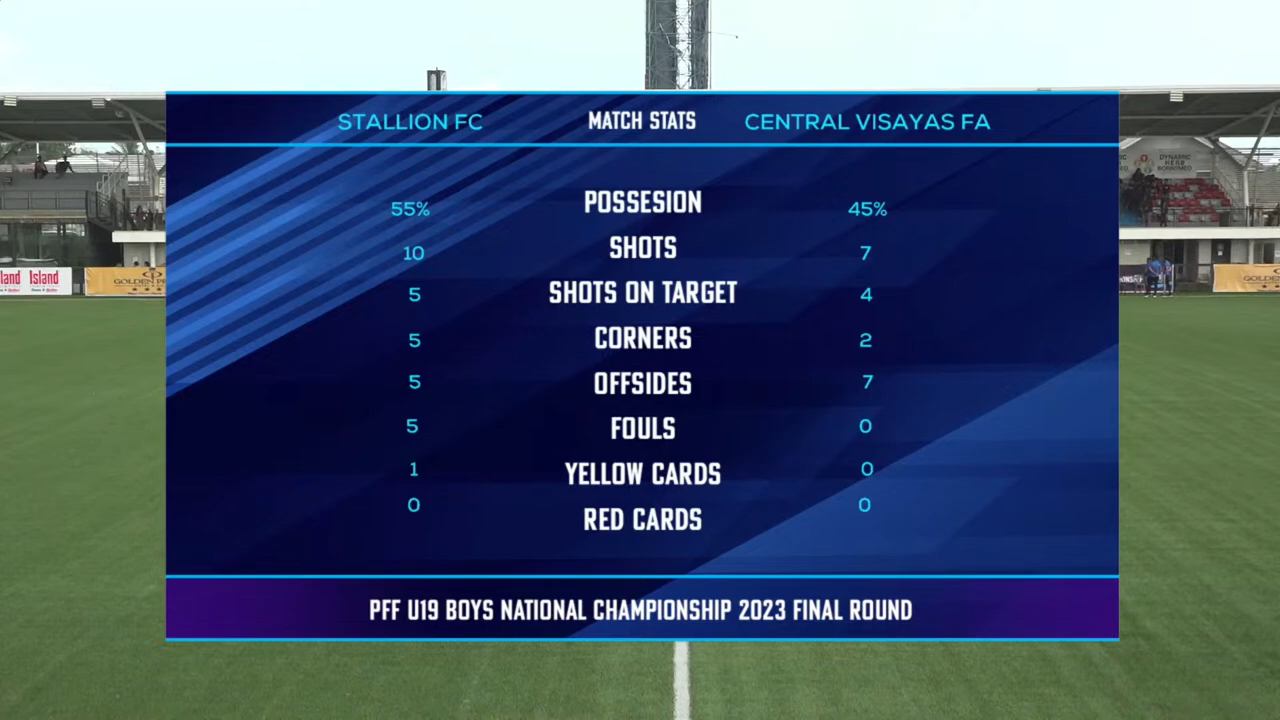 STALLION FC MATCH STATS CENTRAL VISAYAS FA
55% POSSESION 45%
10 SHOTS 7
5 SHOTS ON TARGET 4
5 CORNERS 2
5 OFFSIDES 7
5 FOULS 0
1 YELLOW CARDS 0
0 RED CARDS 0
PFF U19 BOYS NATIONAL CHAMPIONSHIP 2023 FINAL ROUND
Island
DYNAMIC
HERB